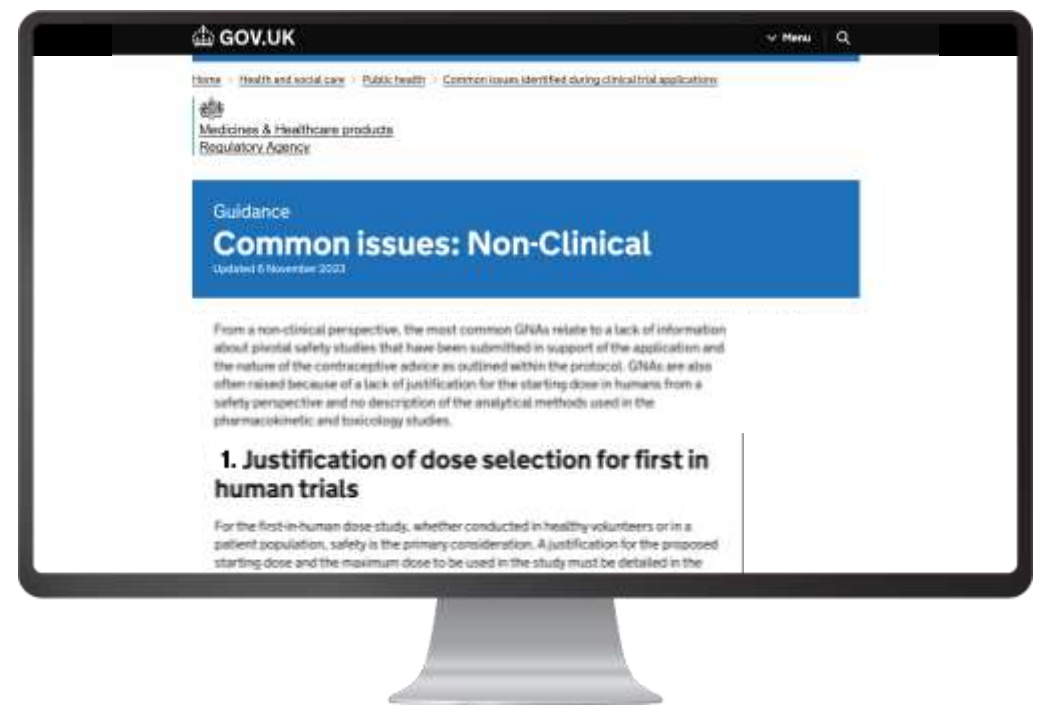 GOV.UK
Menu
Home Health and social care Public health Common issues identified during clinical trial applications
Medicines & Healthcare products
Regulatory Agency
Guidance
Common issues: Non-Clinical
Updated 6 November 2023
From a non-clinical perspective, the most common GNAs relate to a lack of information
about pivotal safety studies that have been submitted in support of the application and
the nature of the contraceptive advice as outlined within the protocol. GNAs are also
often raised because of a lack of justification for the starting dose in humans from a
safety perspective and no description of the analytical methods used in the
pharmacokinetic and toxicology studies.
1. Justification of dose selection for first in
human trials
For the first-in-human dose study, whether conducted in healthy volunteers or in a
patient population, safety is the primary consideration. A justification for the proposed
starting dose and the maximum dose to be used in the study must be detailed in the